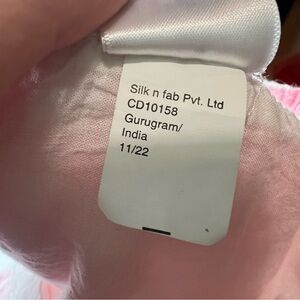 Silk n fab Pvt. Ltd
CD10158
Gurugram/
India
11/22